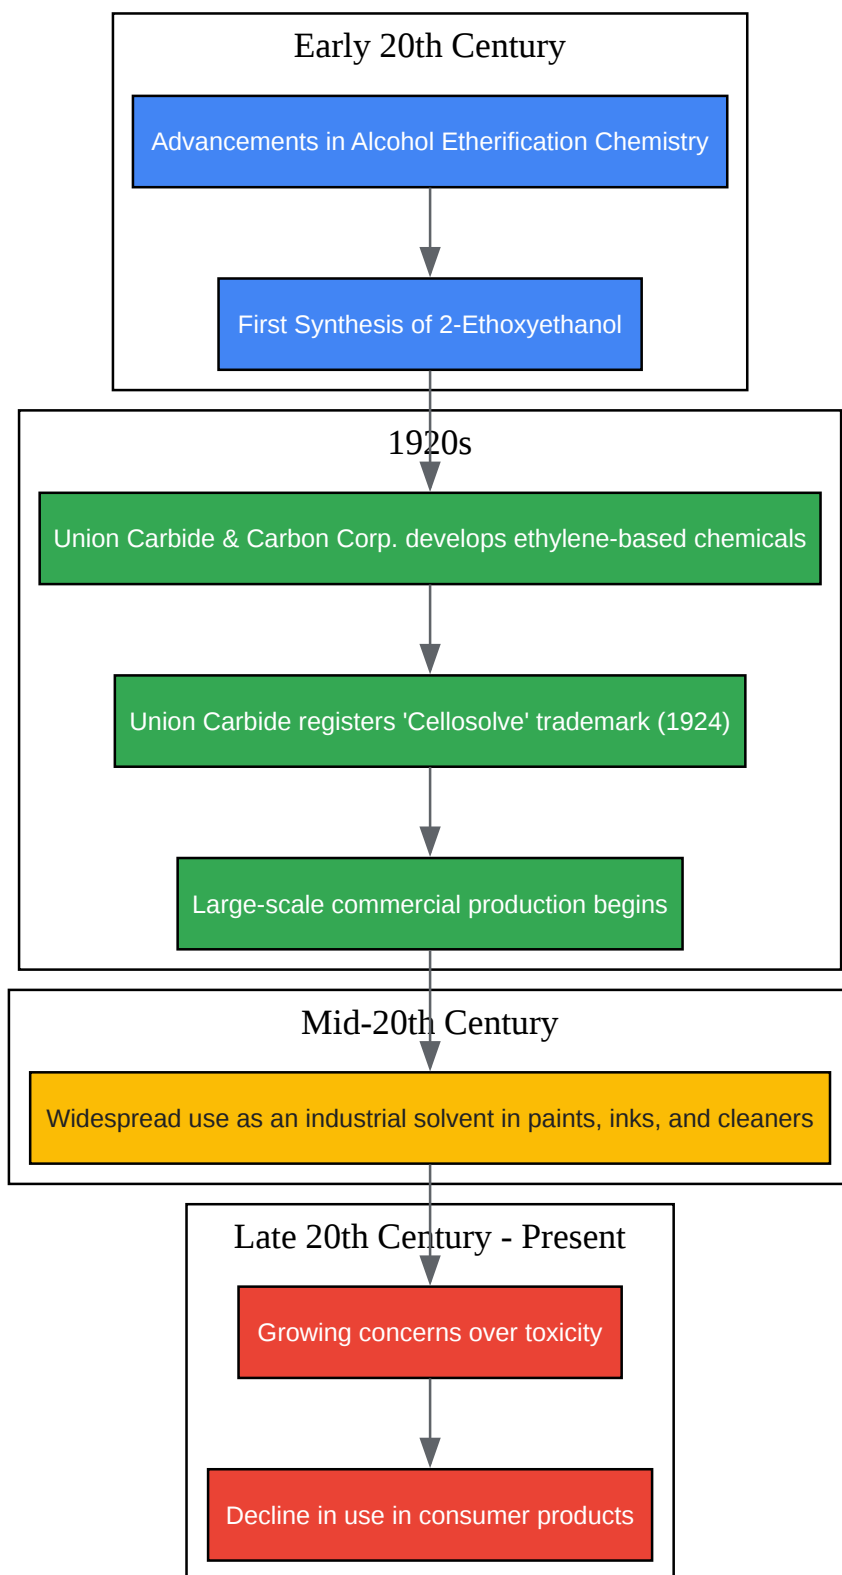 Early 20th Century
Advancements in Alcohol Etherification Chemistry
First Synthesis of 2-Ethoxyethanol
1920s
Union Carbide & Carbon Corp. develops ethylene-based chemicals
Union Carbide registers 'Cellosolve' trademark (1924)
Large-scale commercial production begins
Mid-20th Century
Widespread use as an industrial solvent in paints, inks, and cleaners
Late 20th Century - Present
Growing concerns over toxicity
Decline in use in consumer products